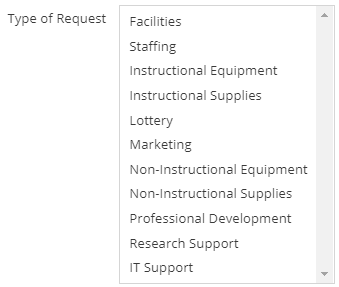 Type of Request
Facilities
Staffing
Instructional Equipment
Instructional Supplies
Lottery
Marketing
Non-Instructional Equipment
Non-Instructional Supplies
Professional Development
Research Support
IT Support